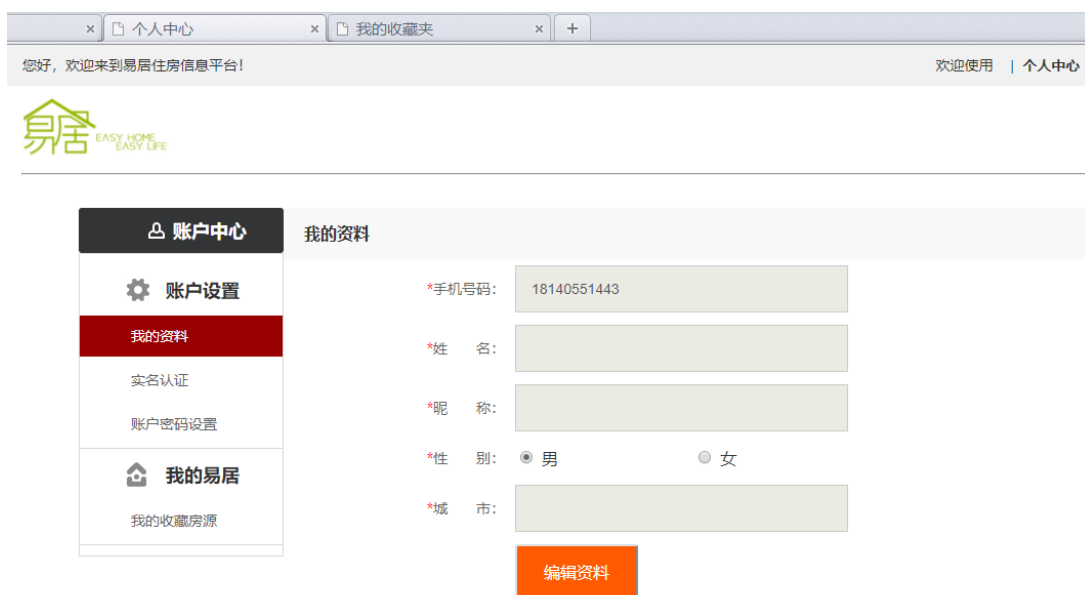 个人中心 我的收藏夹
您好，欢迎来到易居住房信息平台! 欢迎使用 | 个人中心
易居 EASY HOME
EASY LIFE
账户中心
我的资料
账户设置
我的资料
实名认证
账户密码设置
我的易居
我的收藏房源
*手机号码: 18140551443
*姓 名:
*昵 称:
*性 别: 男 女
*城 市:
编辑资料